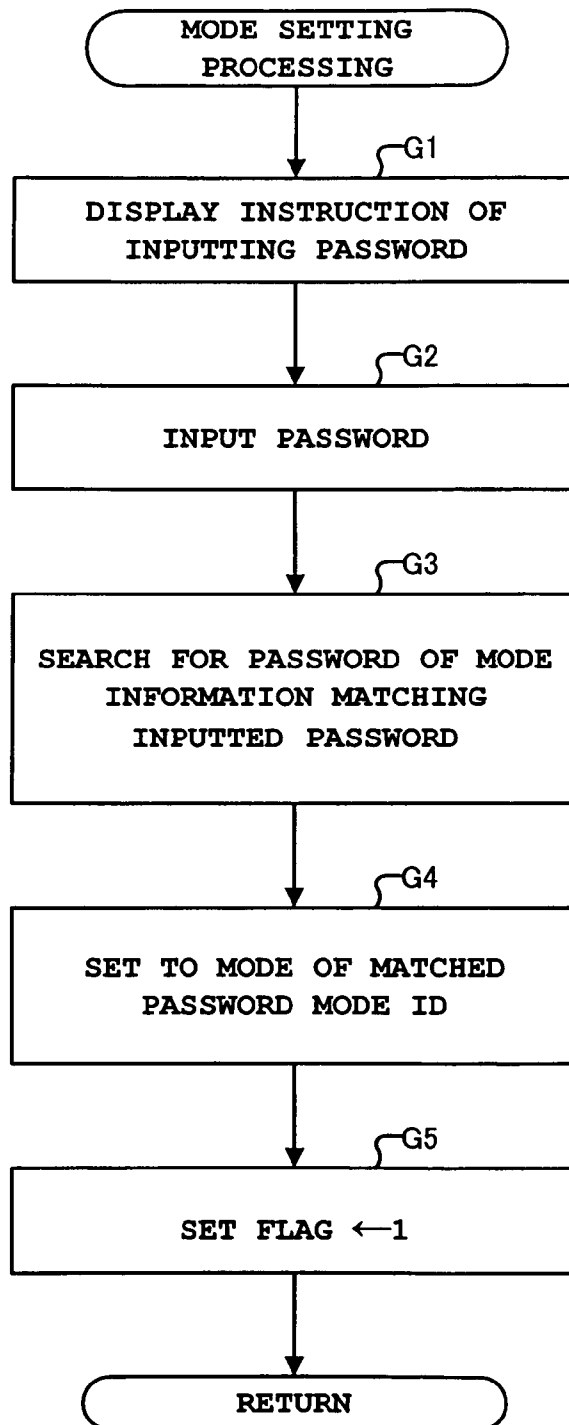 MODE SETTING
PROCESSING
G1
DISPLAY INSTRUCTION OF
INPUTTING PASSWORD
G2
INPUT PASSWORD
G3
SEARCH FOR PASSWORD OF MODE
INFORMATION MATCHING
INPUTTED PASSWORD
G4
SET TO MODE OF MATCHED
PASSWORD MODE ID
G5
SET FLAG ←1
RETURN